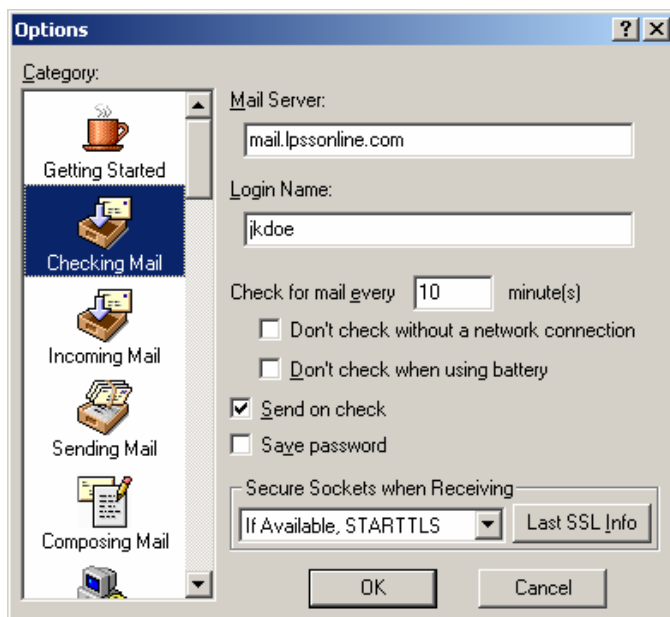 Options
Category:
Getting Started
Checking Mail
Incoming Mail
Sending Mail
Composing Mail
Mail Server:
mail.lpssonline.com
Login Name:
jkdoe
Check for mail every 10 minute(s)
Don't check without a network connection
Don't check when using battery
Send on check
Save password
Secure Sockets when Receiving
If Available, STARTTLS
Last SSL Info
OK
Cancel